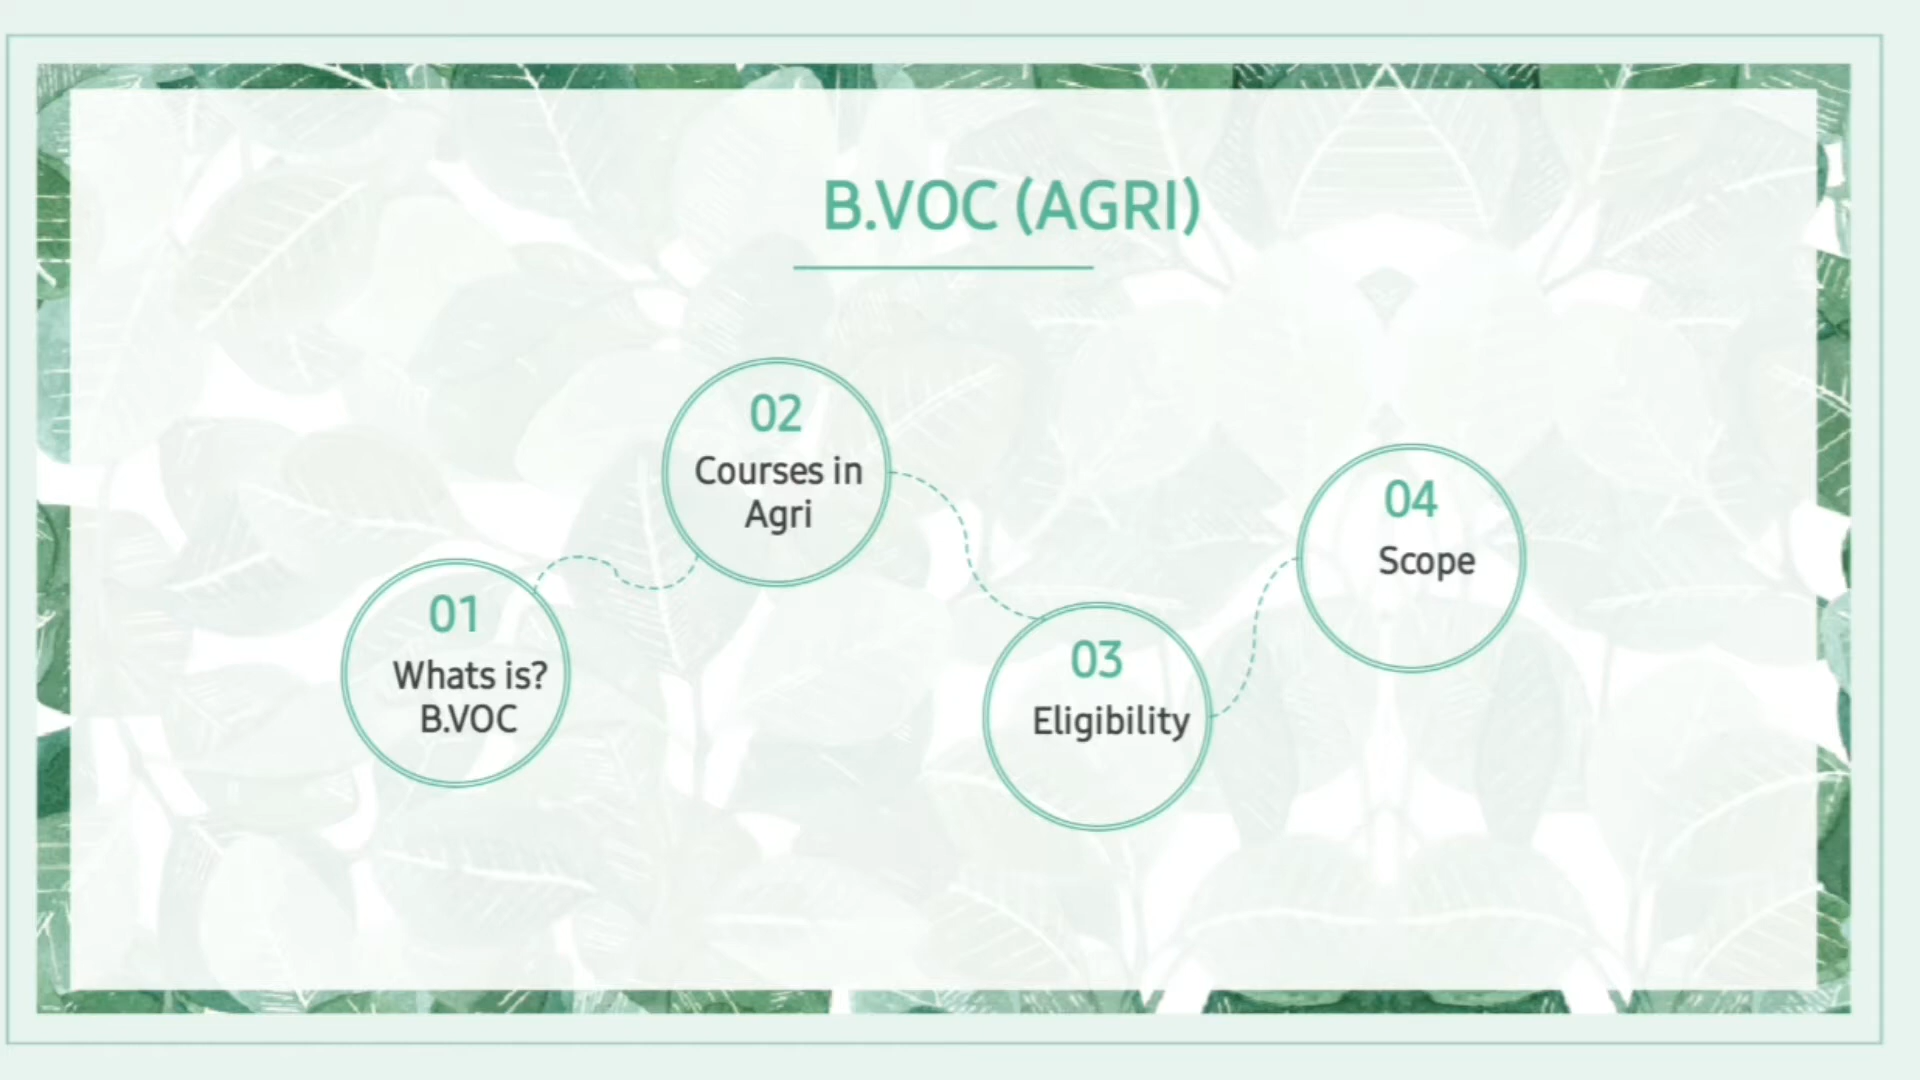 B.VOC (AGRI)
01
Whats is?
B.VOC
02
Courses in
Agri
03
Eligibility
04
Scope